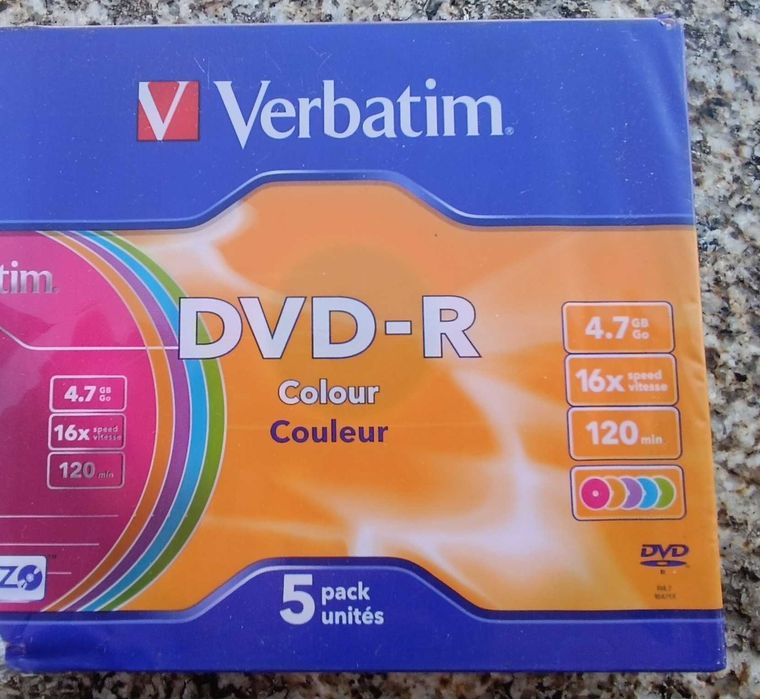 V Verbatim
tim
DVD-R
Colour
Couleur
4.7 GB Go
16x speed vitesse
120 min
4.7 GB Go
16x speed vitesse
120 min
ZO
DVD
R
5 pack unités